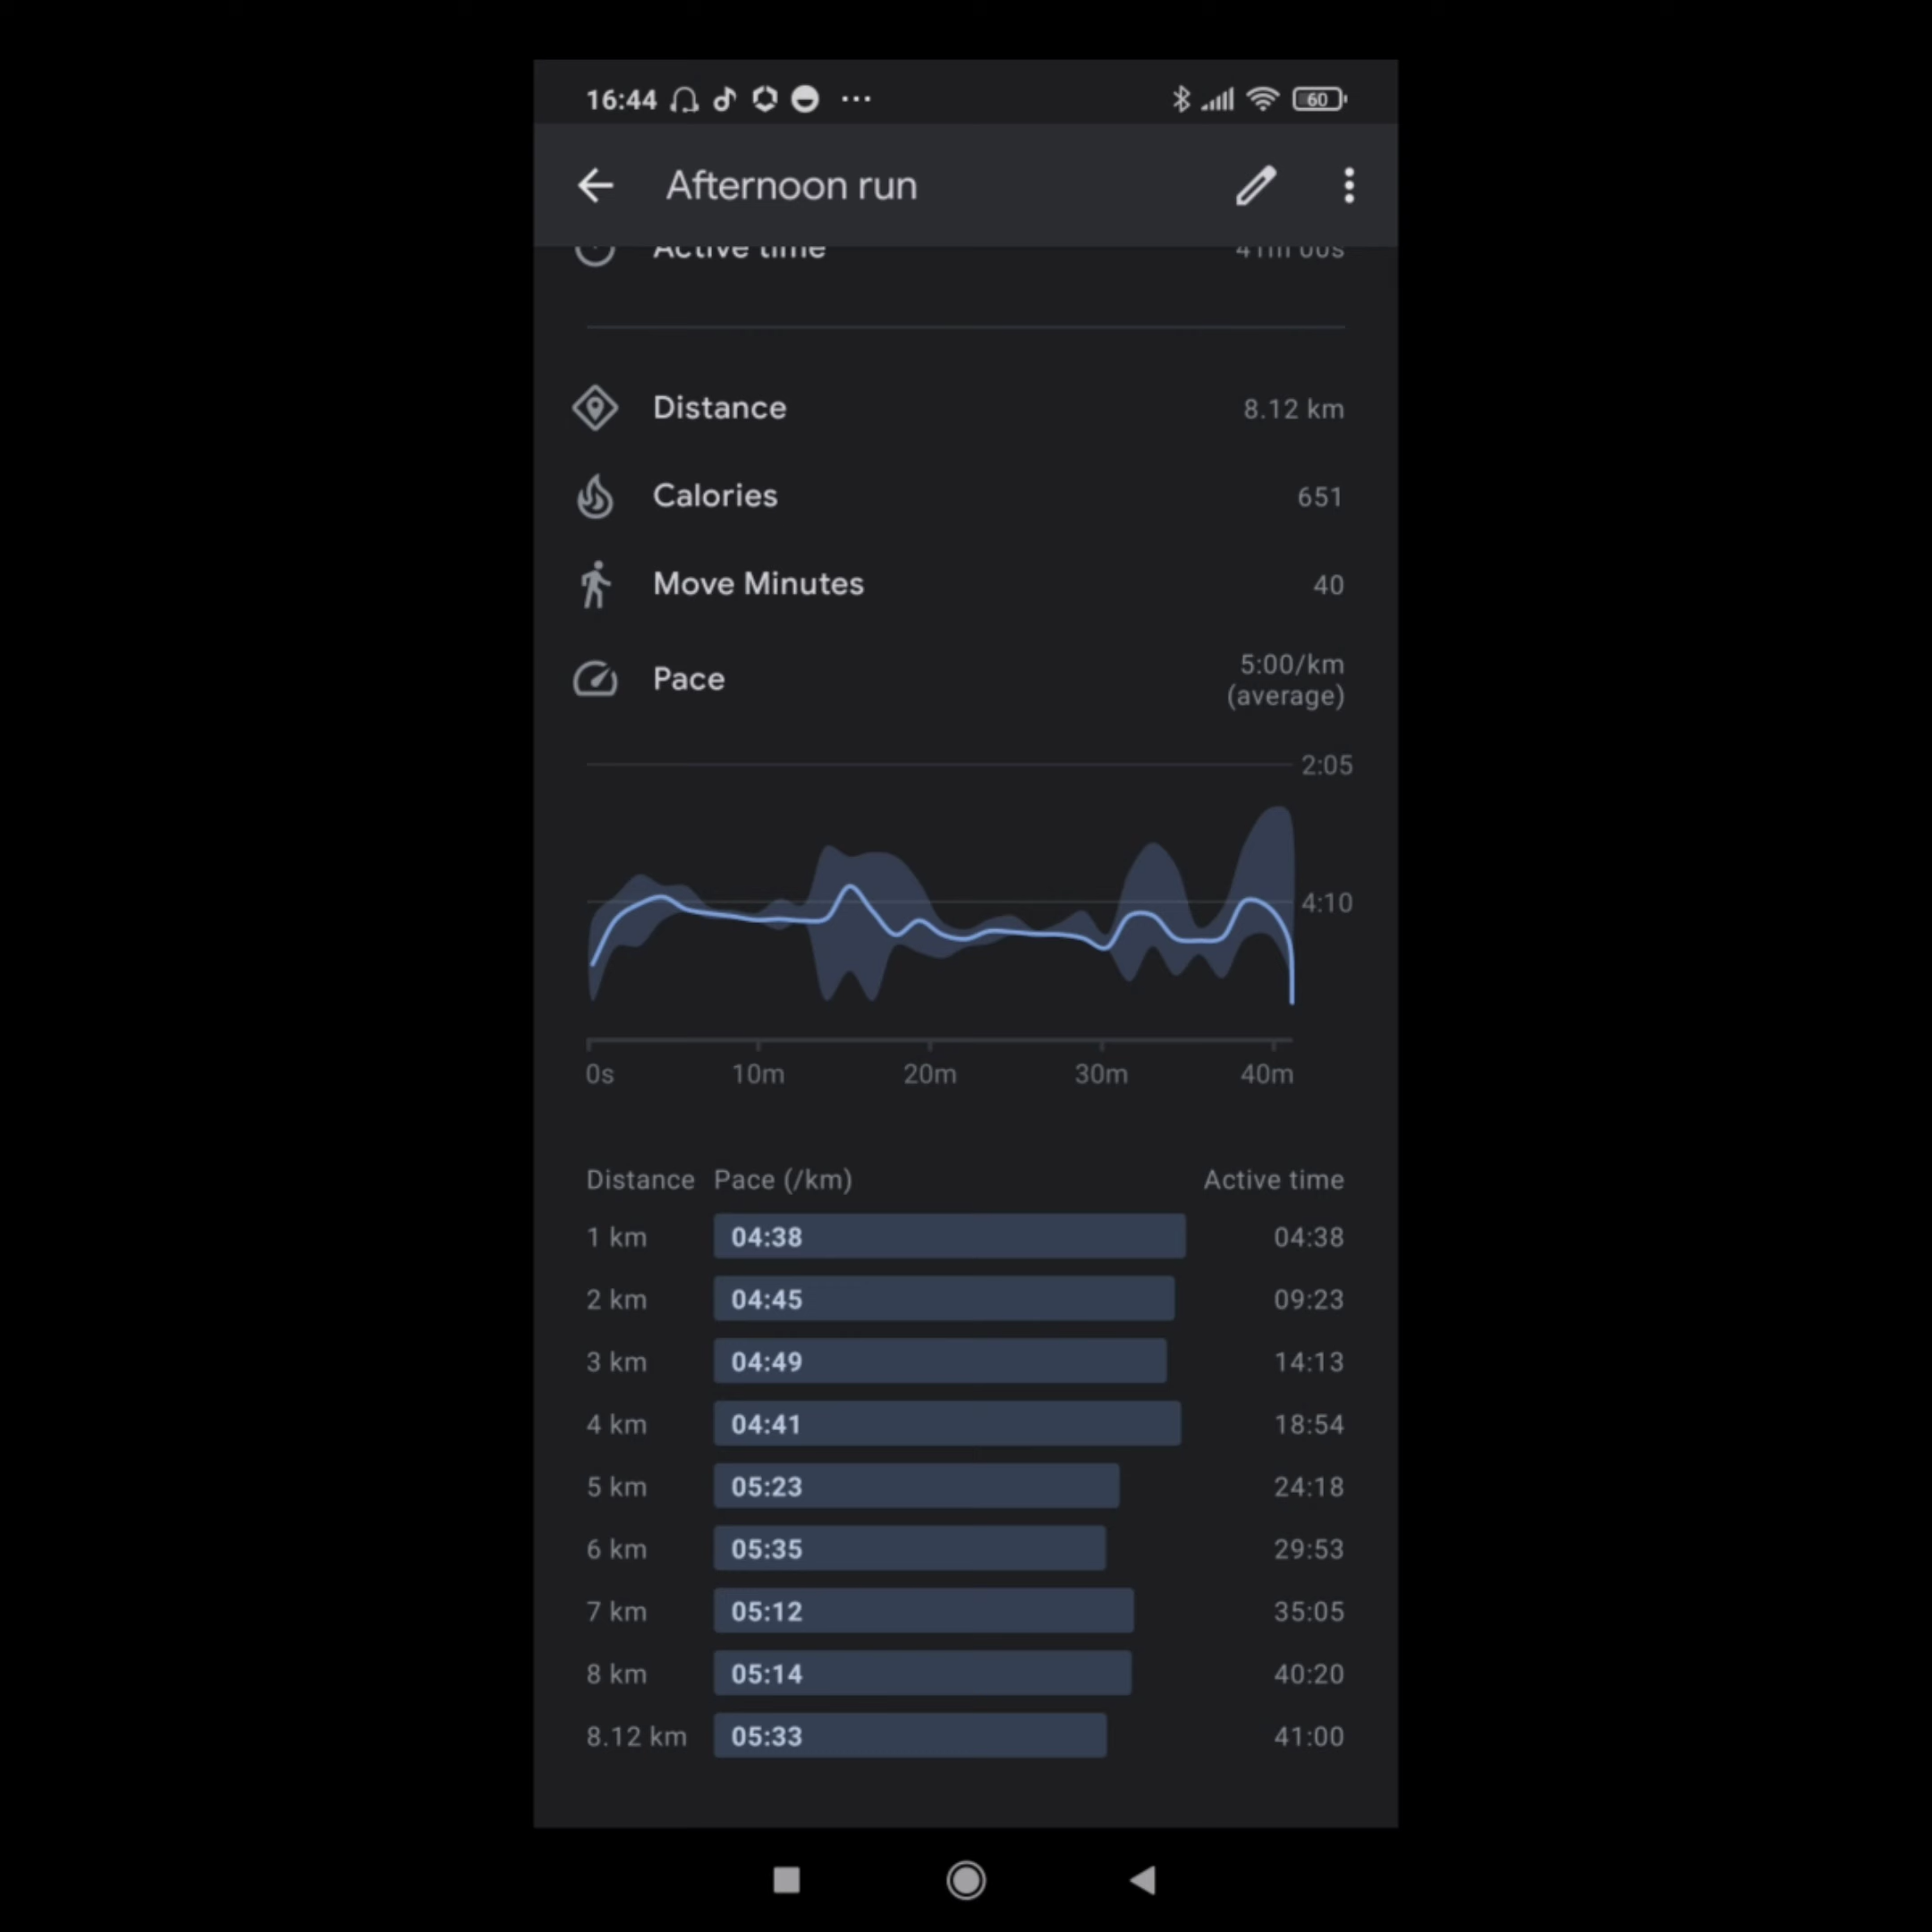 16:44
60
Afternoon run
Active time 41m 00s
Distance 8.12 km
Calories 651
Move Minutes 40
Pace 5:00/km
(average)
2:05
4:10
0s 10m 20m 30m 40m
Distance Pace (/km) Active time
1 km 04:38 04:38
2 km 04:45 09:23
3 km 04:49 14:13
4 km 04:41 18:54
5 km 05:23 24:18
6 km 05:35 29:53
7 km 05:12 35:05
8 km 05:14 40:20
8.12 km 05:33 41:00